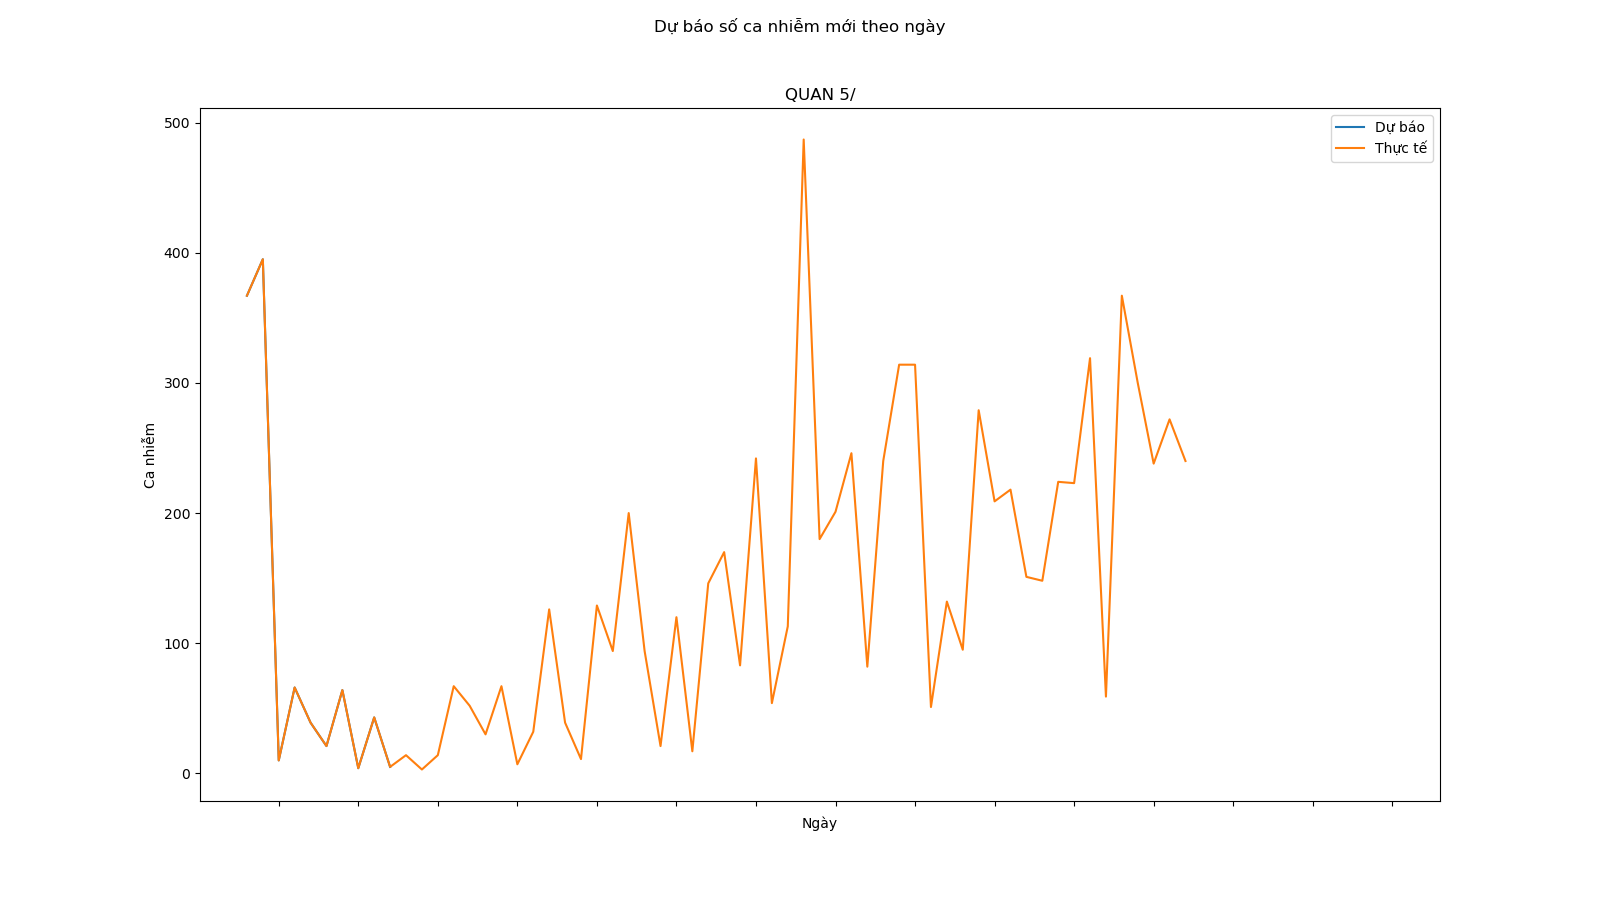 Dự báo số ca nhiễm mới theo ngày
QUAN 5/
500
400
300
200
100
0
Ca nhiễm
Ngày
Dự báo
Thực tế